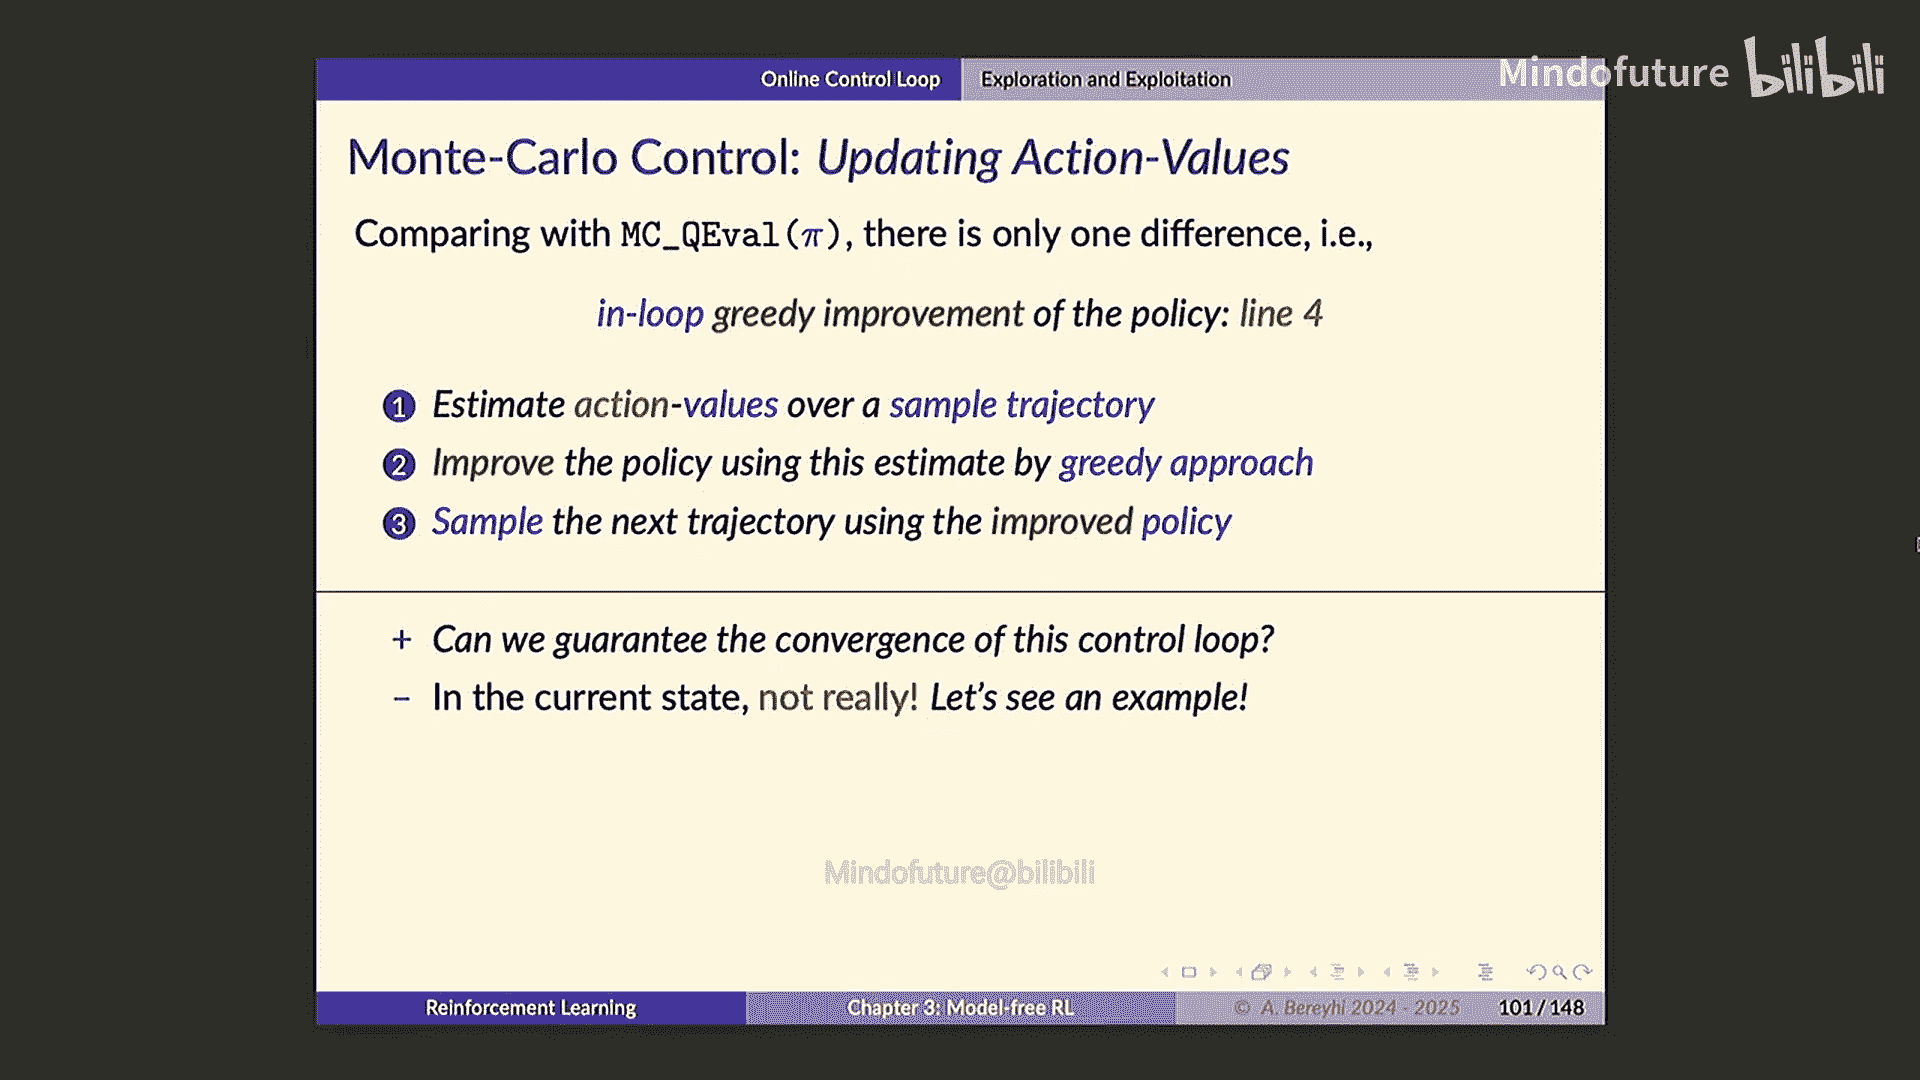 Online Control Loop Exploration and Exploitation
Mindofuture bilibili
Monte-Carlo Control: Updating Action-Values
Comparing with MC_QEval(π), there is only one difference, i.e.,
in-loop greedy improvement of the policy: line 4
1 Estimate action-values over a sample trajectory
2 Improve the policy using this estimate by greedy approach
3 Sample the next trajectory using the improved policy
+ Can we guarantee the convergence of this control loop?
– In the current state, not really! Let's see an example!
Mindofuture@bilibili
Reinforcement Learning Chapter 3: Model-free RL © A. Bereyhi 2024 - 2025 101 / 148